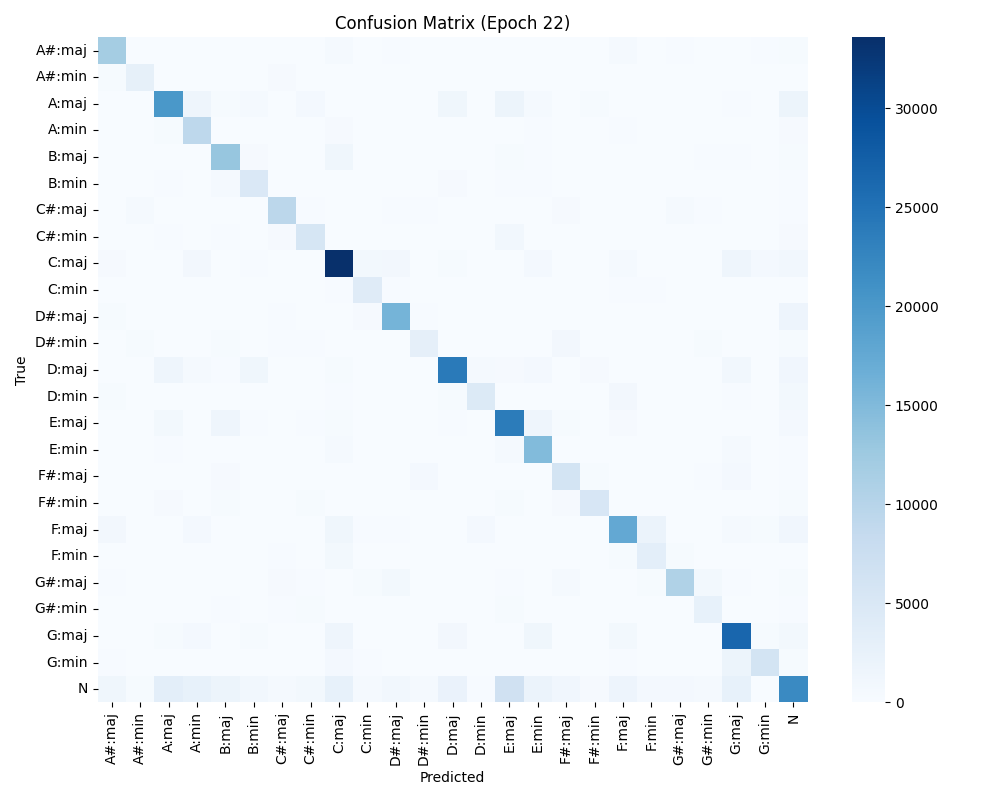 Confusion Matrix (Epoch 22)
True
A#:maj
A#:min
A:maj
A:min
B:maj
B:min
C#:maj
C#:min
C:maj
C:min
D#:maj
D#:min
D:maj
D:min
E:maj
E:min
F#:maj
F#:min
F:maj
F:min
G#:maj
G#:min
G:maj
G:min
N
A#:maj
A#:min
A:maj
A:min
B:maj
B:min
C#:maj
C#:min
C:maj
C:min
D#:maj
D#:min
D:maj
D:min
E:maj
E:min
F#:maj
F#:min
F:maj
F:min
G#:maj
G#:min
G:maj
G:min
N
Predicted
30000
25000
20000
15000
10000
5000
0